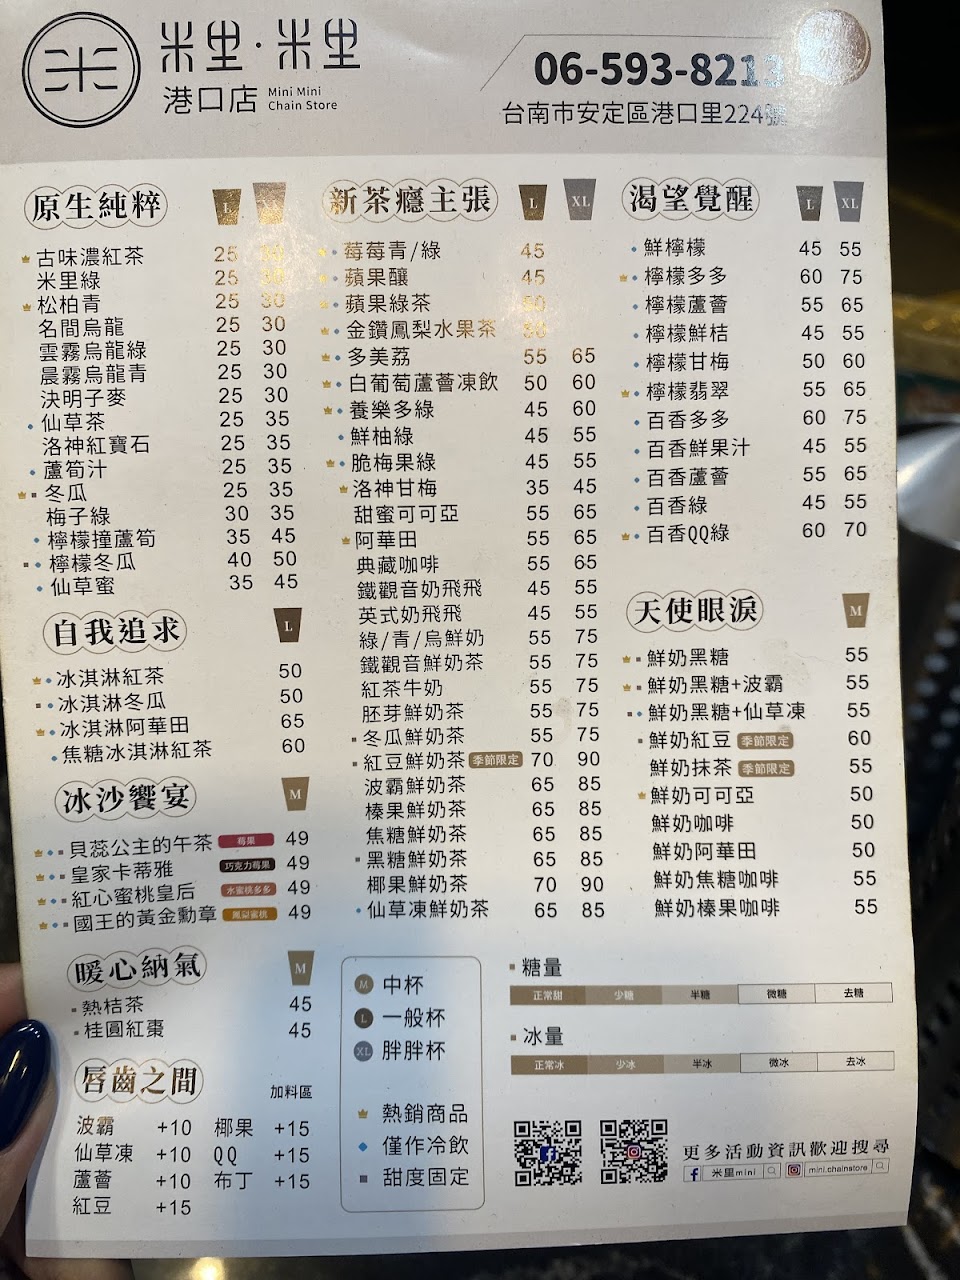 米里·米里
港口店 Mini Mini Chain Store
06-593-821
台南市安定區港口里224號
原生純粹 L XL
古味濃紅茶 25 30
米里綠 25 30
松柏青 25 30
名間烏龍 25 30
雲霧烏龍綠 25 30
晨霧烏龍青 25 30
決明子麥 25 30
仙草茶 25 35
洛神紅寶石 25 35
蘆筍汁 25 35
冬瓜 25 35
梅子綠 30 35
檸檬撞蘆筍 35 45
檸檬冬瓜 40 50
仙草蜜 35 45
自我追求 L
冰淇淋紅茶 50
冰淇淋冬瓜 50
冰淇淋阿華田 65
焦糖冰淇淋紅茶 60
冰沙饗宴 M
貝蕊公主的午茶 莓果 49
皇家卡蒂雅 巧克力莓果 49
紅心蜜桃皇后 水蜜桃多多 49
國王的黃金勳章 鳳梨蜜桃 49
暖心納氣 M
熱桔茶 45
桂圓紅棗 45
唇齒之間 加料區
波霸 +10 椰果 +15
仙草凍 +10 QQ +15
蘆薈 +10 布丁 +15
紅豆 +15
新茶癮主張 L XL
莓莓青/綠 45
蘋果釀 45
蘋果綠茶
金鑽鳳梨水果茶
多美荔 55 65
白葡萄蘆薈凍飲 50 60
養樂多綠 45 60
鮮柚綠 45 55
脆梅果綠 45 55
洛神甘梅 35 45
甜蜜可可亞 55 65
阿華田 55 65
典藏咖啡 55 65
鐵觀音奶飛飛 45 55
英式奶飛飛 45 55
綠/青/烏鮮奶 55 75
鐵觀音鮮奶茶 55 75
紅茶牛奶 55 75
胚芽鮮奶茶 55 75
冬瓜鮮奶茶 55 75
紅豆鮮奶茶 季節限定 70 90
波霸鮮奶茶 65 85
榛果鮮奶茶 65 85
焦糖鮮奶茶 65 85
黑糖鮮奶茶 65 85
椰果鮮奶茶 70 90
仙草凍鮮奶茶 65 85
M 中杯
L 一般杯
XL 胖胖杯
熱銷商品
僅作冷飲
甜度固定
渴望覺醒 L XL
鮮檸檬 45 55
檸檬多多 60 75
檸檬蘆薈 55 65
檸檬鮮桔 45 55
檸檬甘梅 50 60
檸檬翡翠 55 65
百香多多 60 75
百香鮮果汁 45 55
百香蘆薈 55 65
百香綠 45 55
百香QQ綠 60 70
天使眼淚 M
鮮奶黑糖 55
鮮奶黑糖+波霸 55
鮮奶黑糖+仙草凍 55
鮮奶紅豆 季節限定 60
鮮奶抹茶 季節限定 55
鮮奶可可亞 50
鮮奶咖啡 50
鮮奶阿華田 50
鮮奶焦糖咖啡 55
鮮奶榛果咖啡 55
糖量
正常甜 少糖 半糖 微糖 去糖
冰量
正常冰 少冰 半冰 微冰 去冰
更多活動資訊歡迎搜尋
米里mini mini.chainstore